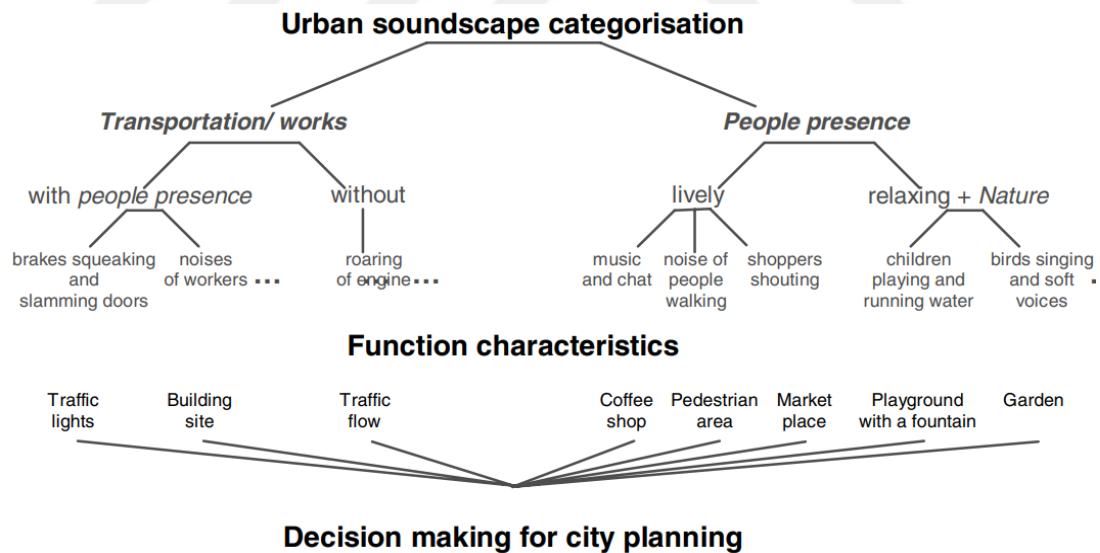 Urban soundscape categorisation
Transportation/ works
People presence
with people presence
without
lively
relaxing + Nature
brakes squeaking
and
slamming doors
noises
of workers ...
roaring
of engine...
music
and chat
noise of
people
walking
shoppers
shouting
children
playing and
running water
birds singing
and soft
voices
Function characteristics
Traffic
lights
Building
site
Traffic
flow
Coffee
shop
Pedestrian
area
Market
place
Playground
with a fountain
Garden
Decision making for city planning